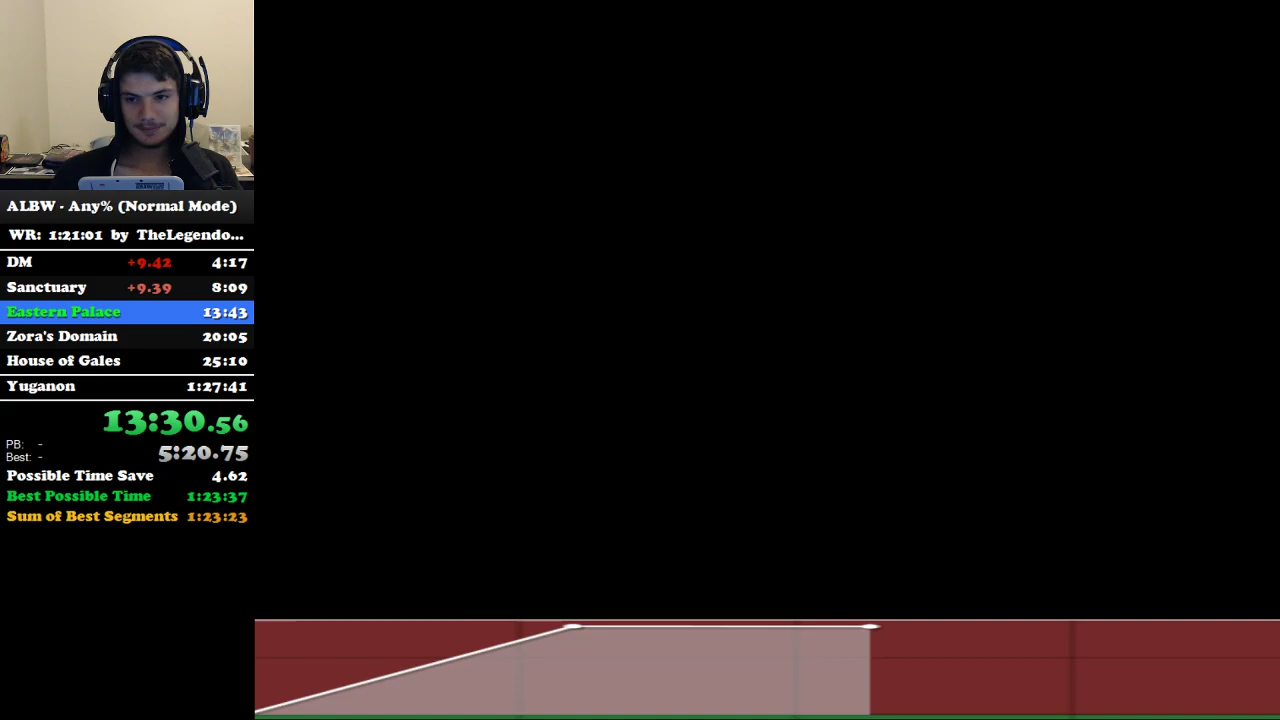 ALBW - Any% (Normal Mode)
WR: 1:21:01 by TheLegendo...
DM +9.42 4:17
Sanctuary +9.39 8:09
Eastern Palace 13:43
Zora's Domain 20:05
House of Gales 25:10
Yuganon 1:27:41
13:30.56
PB: -
Best: -
5:20.75
Possible Time Save 4.62
Best Possible Time 1:23:37
Sum of Best Segments 1:23:23